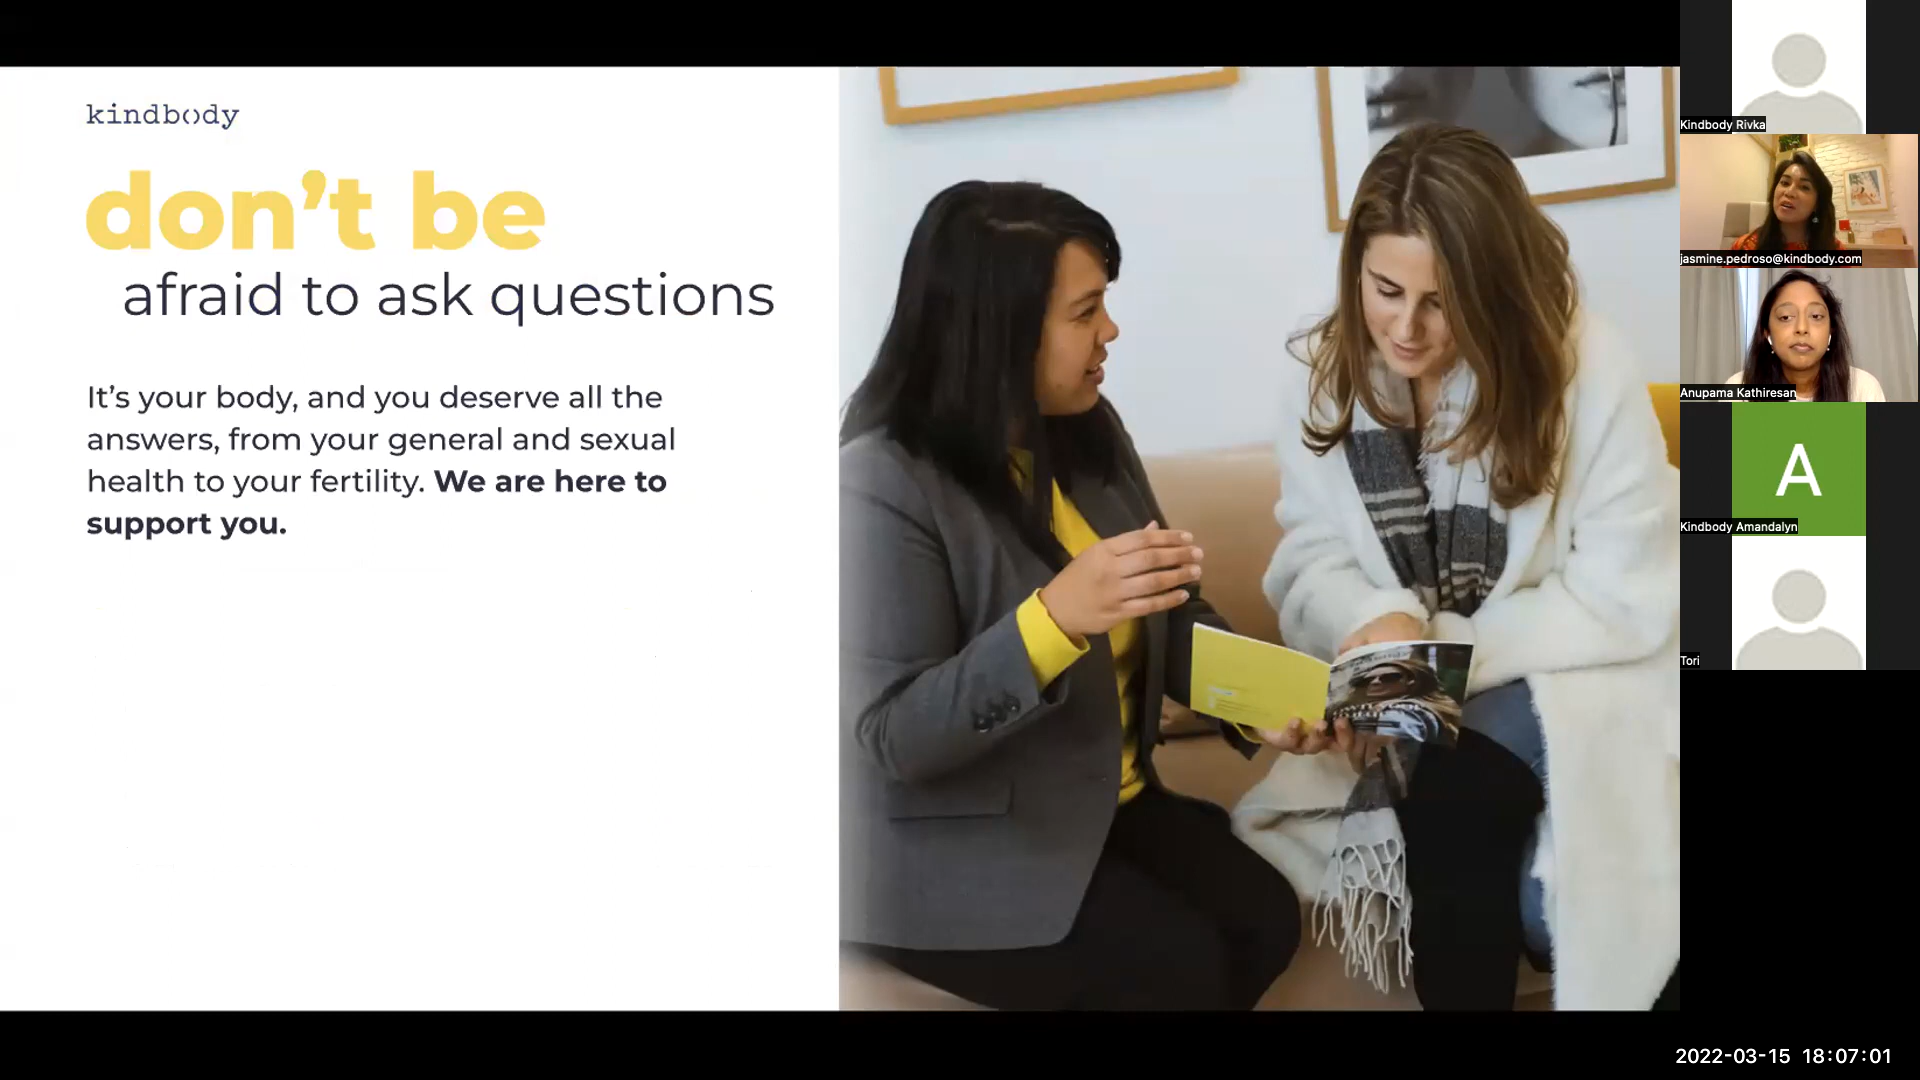 kindbody
don't be
afraid to ask questions
It's your body, and you deserve all the
answers, from your general and sexual
health to your fertility. We are here to
support you.
Kindbody Rivka
jasmine.pedroso@kindbody.com
Anupama Kathiresan
A
Kindbody Amandalyn
Tori
2022-03-15 18:07:01